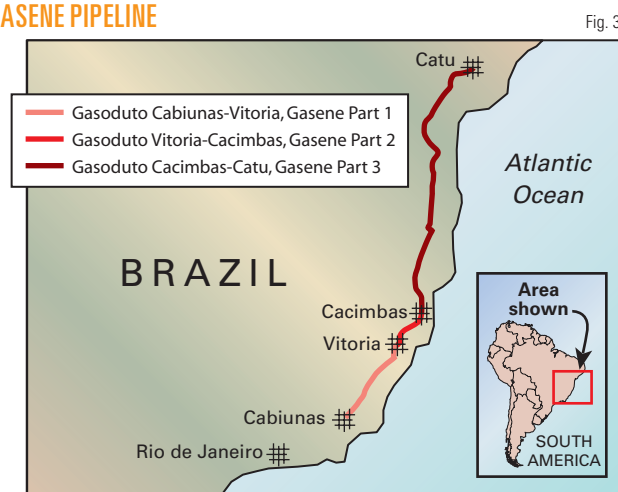 ASENE PIPELINE
Fig. 3
Catu
Gasoduto Cabiunas-Vitoria, Gasene Part 1
Gasoduto Vitoria-Cacimbas, Gasene Part 2
Gasoduto Cacimbas-Catu, Gasene Part 3
Atlantic
Ocean
BRAZIL
Area
shown
Cacimbas
Vitoria
Cabiunas
Rio de Janeiro
SOUTH
AMERICA